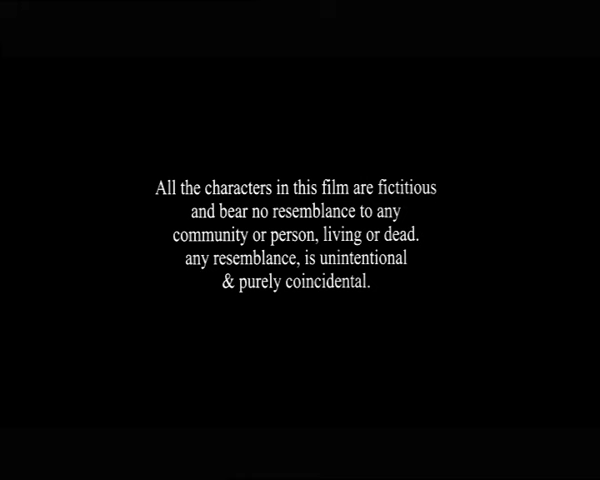 All the characters in this film are fictitious
and bear no resemblance to any
community or person, living or dead.
any resemblance, is unintentional
& purely coincidental.